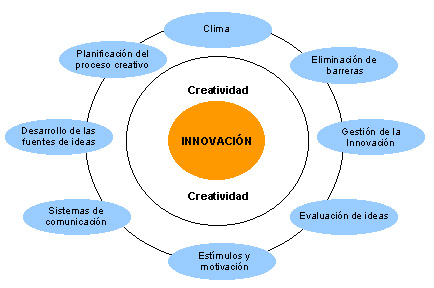 Clima
Planificación del
proceso creativo
Eliminación de
barreras
Creatividad
Desarrollo de las
fuentes de ideas
INNOVACIÓN
Gestión de la
Innovación
Creatividad
Sistemas de
comunicación
Evaluación de ideas
Estímulos y
motivación